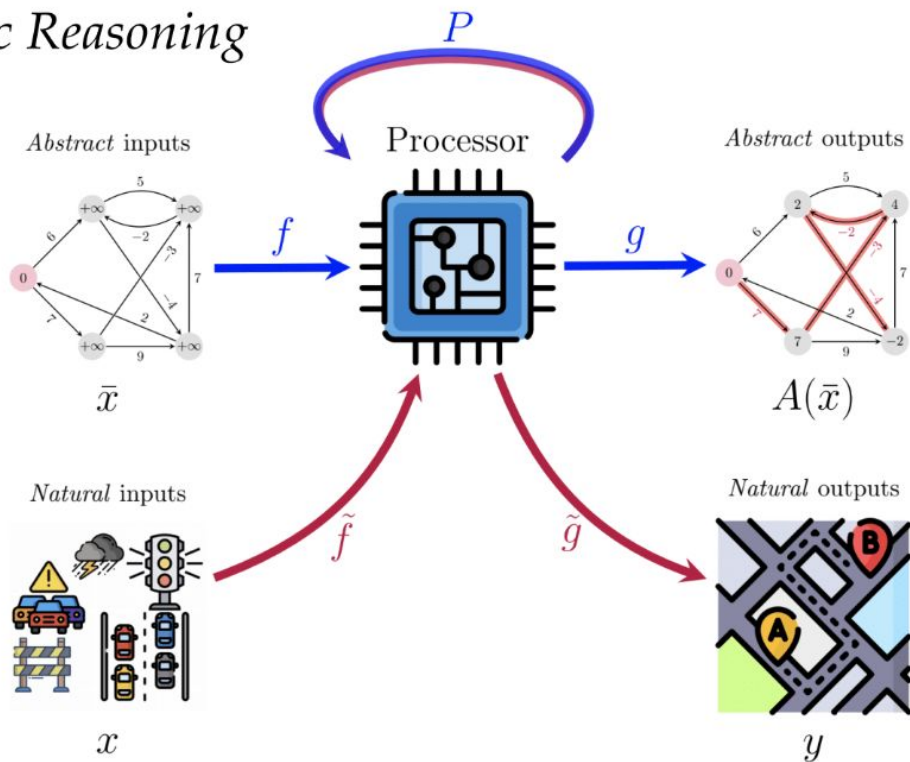 c Reasoning
P
Abstract inputs
Processor
Abstract outputs
+∞ 5 +∞
6 −2
0 −3 7
7 2 −4
+∞ 9 +∞
f
g
2 5 4
6 −2
0 −3 7
7 2 −4
7 9 −2
x̄
A(x̄)
Natural inputs
Natural outputs
f̃
g̃
B
A
x
y